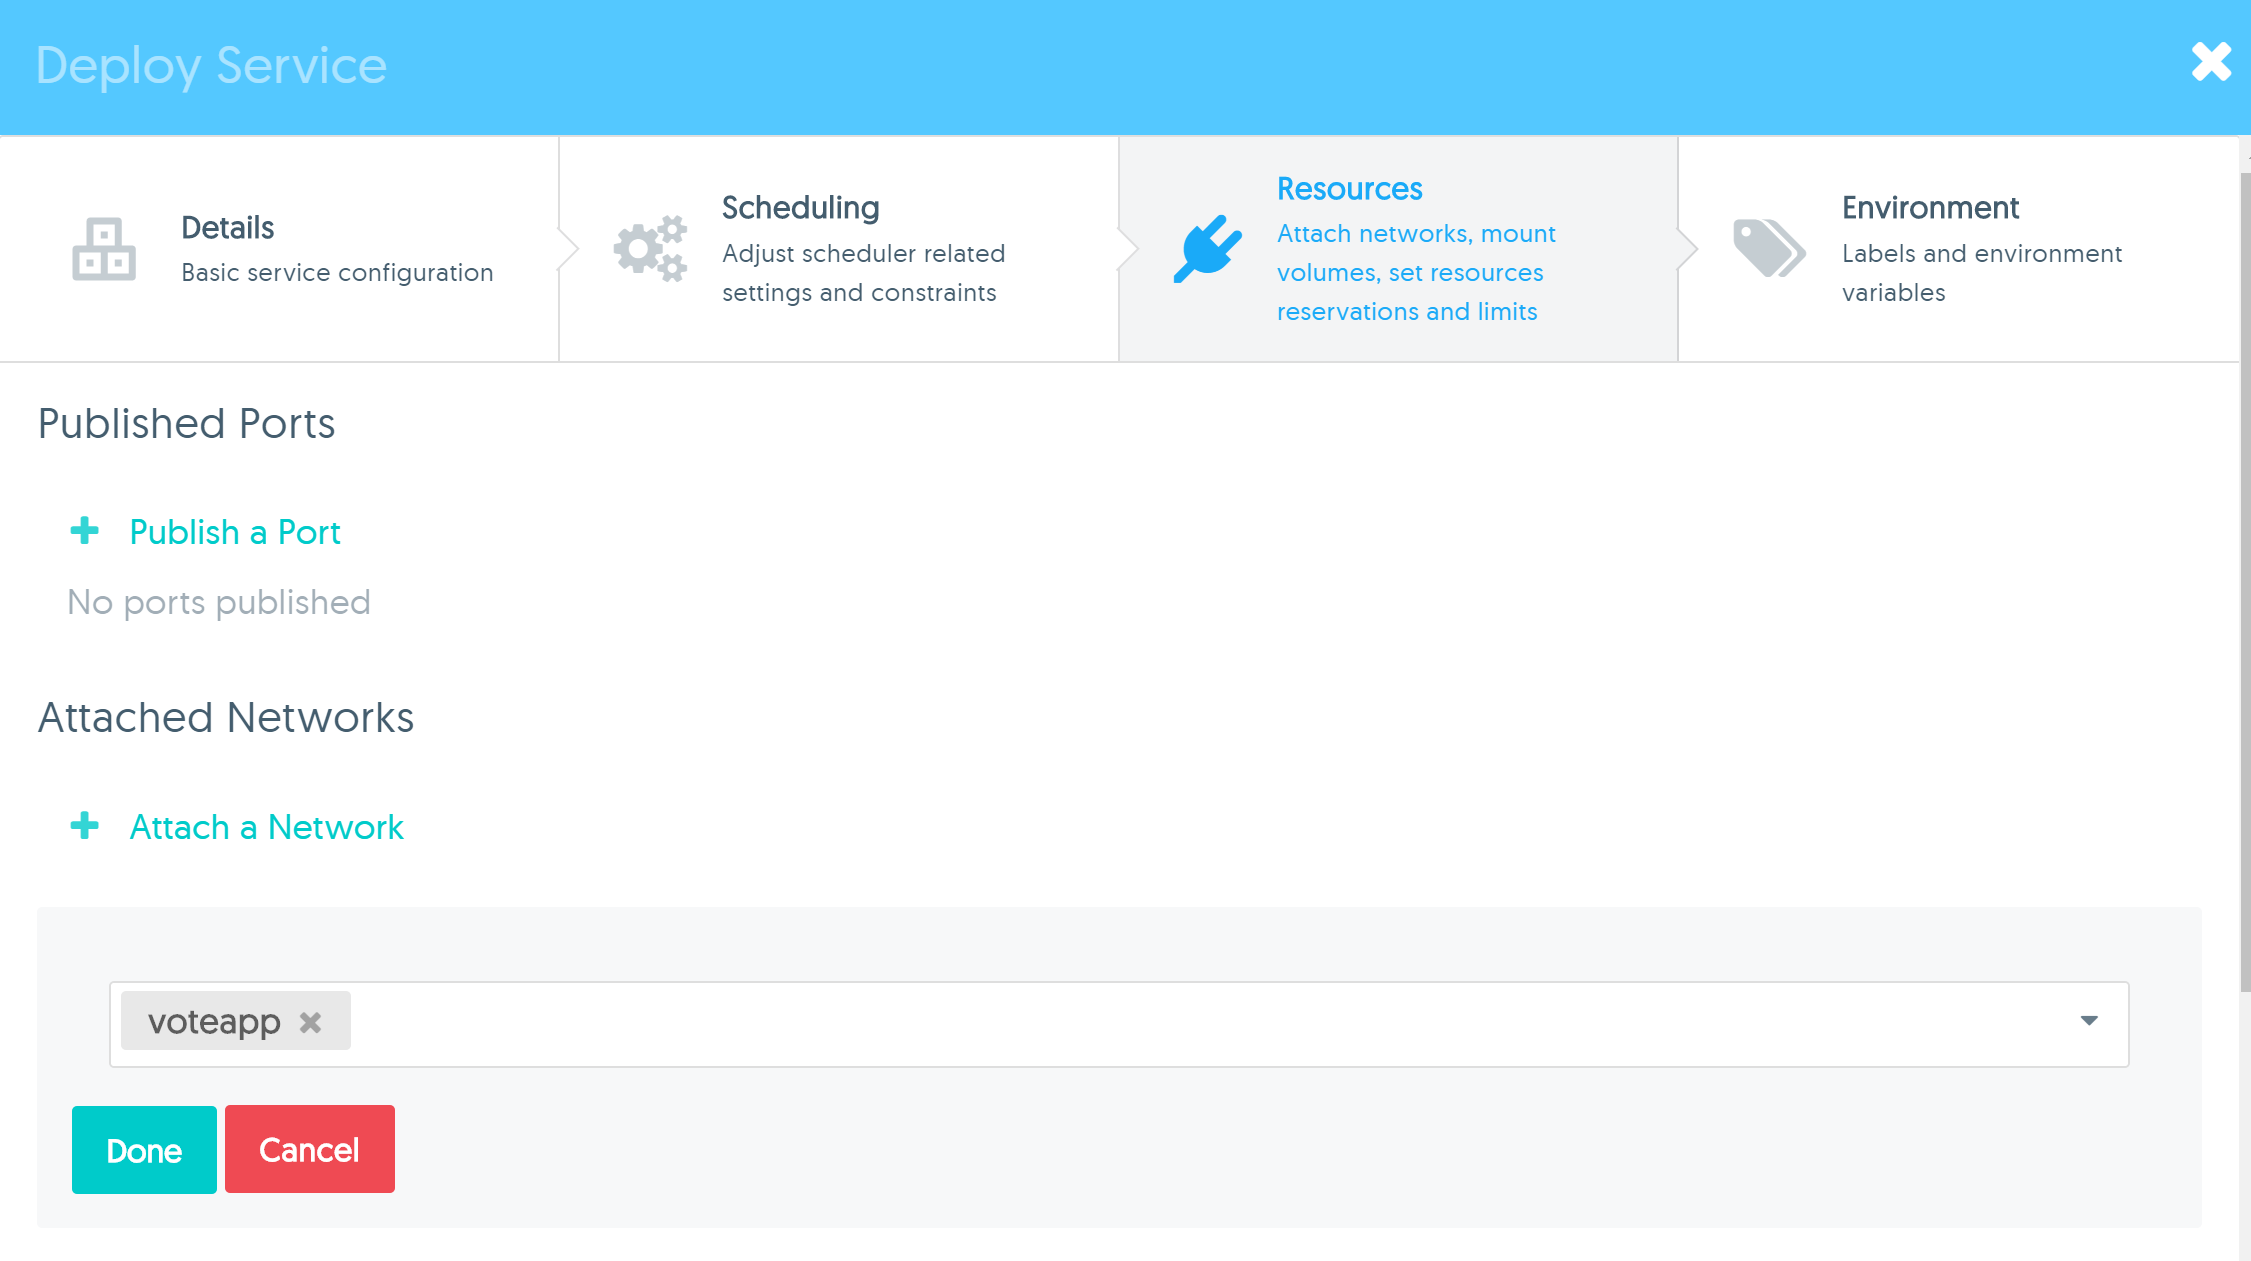 Deploy Service
Details
Basic service configuration
Scheduling
Adjust scheduler related
settings and constraints
Resources
Attach networks, mount
volumes, set resources
reservations and limits
Environment
Labels and environment
variables
Published Ports
Publish a Port
No ports published
Attached Networks
Attach a Network
voteapp
Done
Cancel